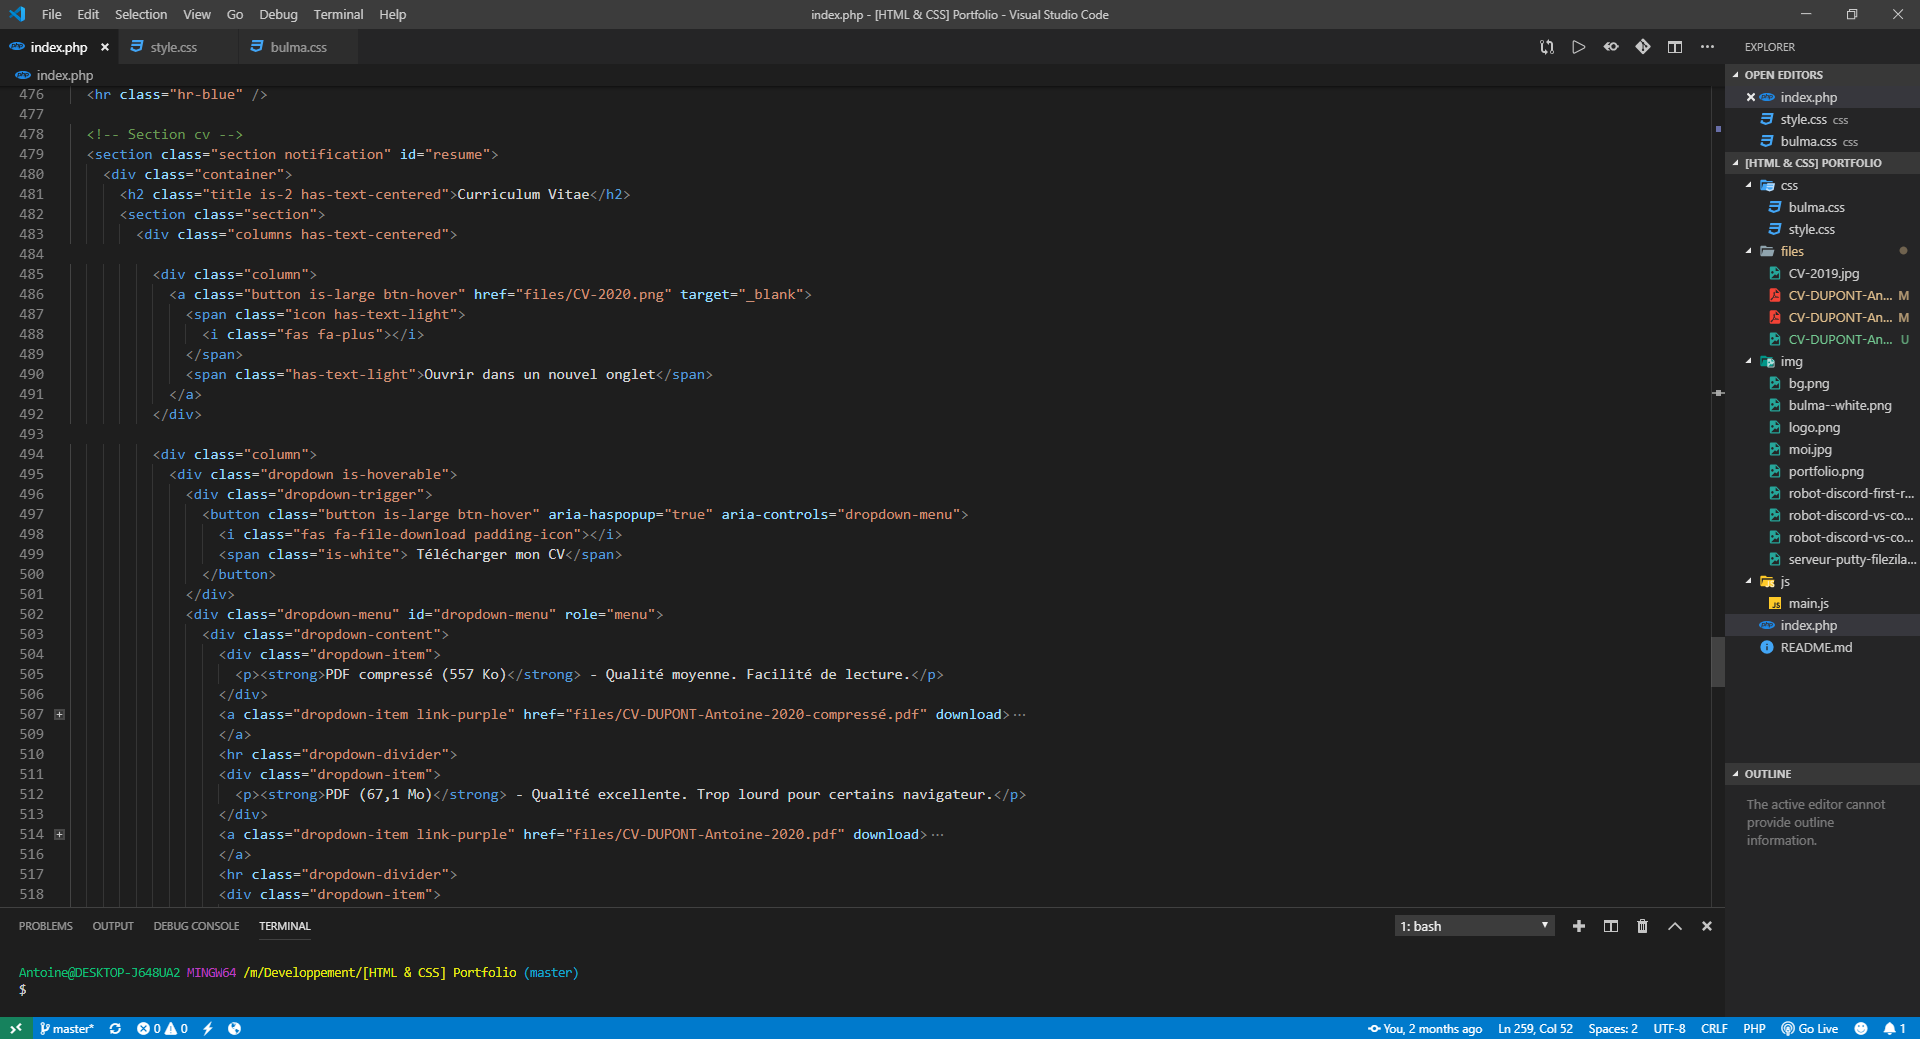 File Edit Selection View Go Debug Terminal Help
index.php - [HTML & CSS] Portfolio - Visual Studio Code
index.php style.css bulma.css
index.php
476 <hr class="hr-blue" />
477
478 <!-- Section cv -->
479 <section class="section notification" id="resume">
480 <div class="container">
481 <h2 class="title is-2 has-text-centered">Curriculum Vitae</h2>
482 <section class="section">
483 <div class="columns has-text-centered">
484
485 <div class="column">
486 <a class="button is-large btn-hover" href="files/CV-2020.png" target="_blank">
487 <span class="icon has-text-light">
488 <i class="fas fa-plus"></i>
489 </span>
490 <span class="has-text-light">Ouvrir dans un nouvel onglet</span>
491 </a>
492 </div>
493
494 <div class="column">
495 <div class="dropdown is-hoverable">
496 <div class="dropdown-trigger">
497 <button class="button is-large btn-hover" aria-haspopup="true" aria-controls="dropdown-menu">
498 <i class="fas fa-file-download padding-icon"></i>
499 <span class="is-white"> Télécharger mon CV</span>
500 </button>
501 </div>
502 <div class="dropdown-menu" id="dropdown-menu" role="menu">
503 <div class="dropdown-content">
504 <div class="dropdown-item">
505 <p><strong>PDF compressé (557 Ko)</strong> - Qualité moyenne. Facilité de lecture.</p>
506 </div>
507 <a class="dropdown-item link-purple" href="files/CV-DUPONT-Antoine-2020-compressé.pdf" download>...
509 </a>
510 <hr class="dropdown-divider">
511 <div class="dropdown-item">
512 <p><strong>PDF (67,1 Mo)</strong> - Qualité excellente. Trop lourd pour certains navigateur.</p>
513 </div>
514 <a class="dropdown-item link-purple" href="files/CV-DUPONT-Antoine-2020.pdf" download>...
516 </a>
517 <hr class="dropdown-divider">
518 <div class="dropdown-item">
EXPLORER
OPEN EDITORS
index.php
style.css css
bulma.css css
[HTML & CSS] PORTFOLIO
css
bulma.css
style.css
files
CV-2019.jpg
CV-DUPONT-An... M
CV-DUPONT-An... M
CV-DUPONT-An... U
img
bg.png
bulma--white.png
logo.png
moi.jpg
portfolio.png
robot-discord-first-r...
robot-discord-vs-co...
robot-discord-vs-co...
serveur-putty-filezila...
js
main.js
index.php
README.md
OUTLINE
The active editor cannot
provide outline
information.
PROBLEMS OUTPUT DEBUG CONSOLE TERMINAL
1: bash
Antoine@DESKTOP-J648UA2 MINGW64 /m/Developpement/[HTML & CSS] Portfolio (master)
$
master* 0 0
You, 2 months ago Ln 259, Col 52 Spaces: 2 UTF-8 CRLF PHP Go Live 1